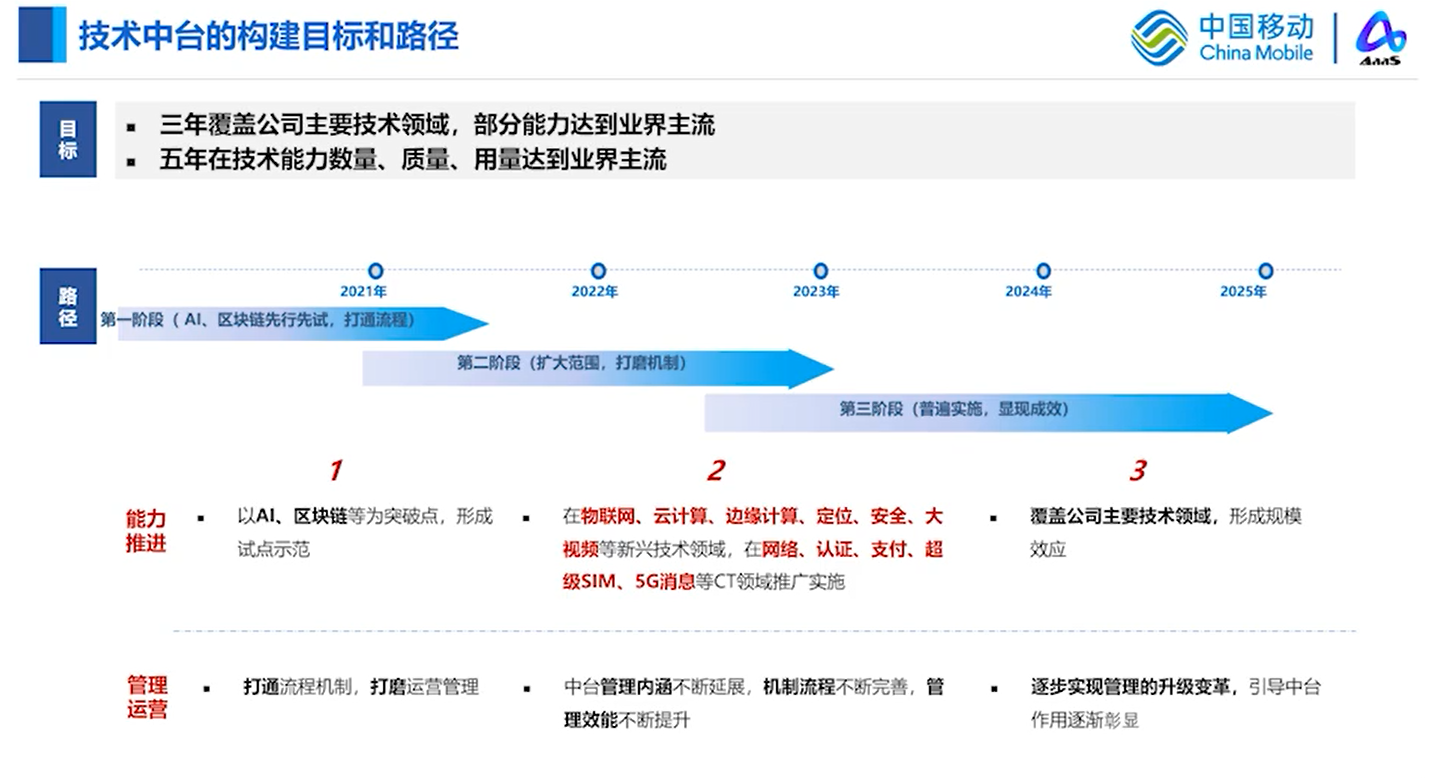 技术中台的构建目标和路径
中国移动
China Mobile
AaaS
目
标
▪ 三年覆盖公司主要技术领域，部分能力达到业界主流
▪ 五年在技术能力数量、质量、用量达到业界主流
路
径
2021年
2022年
2023年
2024年
2025年
第一阶段（ AI、区块链先行先试，打通流程）
第二阶段（扩大范围，打磨机制）
第三阶段（普遍实施，显现成效）
1
2
3
能力
推进
▪ 以AI、区块链等为突破点，形成
试点示范
▪ 在物联网、云计算、边缘计算、定位、安全、大
视频等新兴技术领域，在网络、认证、支付、超
级SIM、5G消息等CT领域推广实施
▪ 覆盖公司主要技术领域，形成规模
效应
管理
运营
▪ 打通流程机制，打磨运营管理
▪ 中台管理内涵不断延展，机制流程不断完善，管
理效能不断提升
▪ 逐步实现管理的升级变革，引导中台
作用逐渐彰显